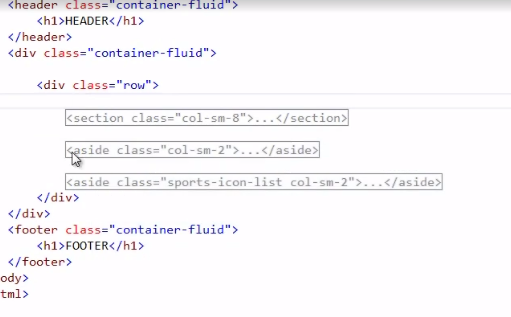 <header class="container-fluid">
<h1>HEADER</h1>
</header>
<div class="container-fluid">
<div class="row">
<section class="col-sm-8">...</section>
<aside class="col-sm-2">...</aside>
<aside class="sports-icon-list col-sm-2">...</aside>
</div>
</div>
<footer class="container-fluid">
<h1>FOOTER</h1>
</footer>
ody>
tml>